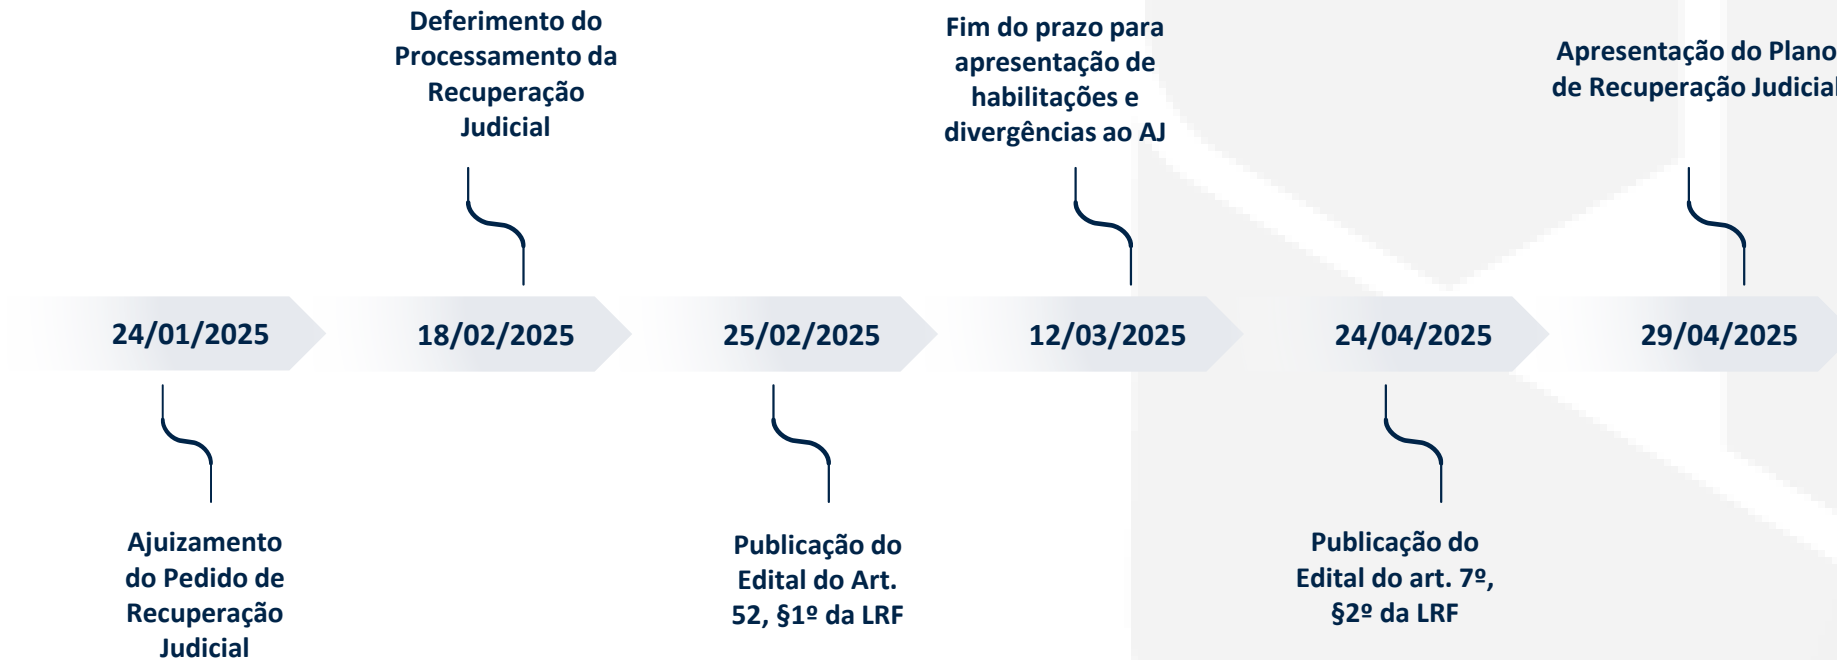 Deferimento do
Processamento da
Recuperação
Judicial
Fim do prazo para
apresentação de
habilitações e
divergências ao AJ
Apresentação do Plano
de Recuperação Judicial
24/01/2025
18/02/2025
25/02/2025
12/03/2025
24/04/2025
29/04/2025
Ajuizamento
do Pedido de
Recuperação
Judicial
Publicação do
Edital do Art.
52, §1º da LRF
Publicação do
Edital do art. 7º,
§2º da LRF